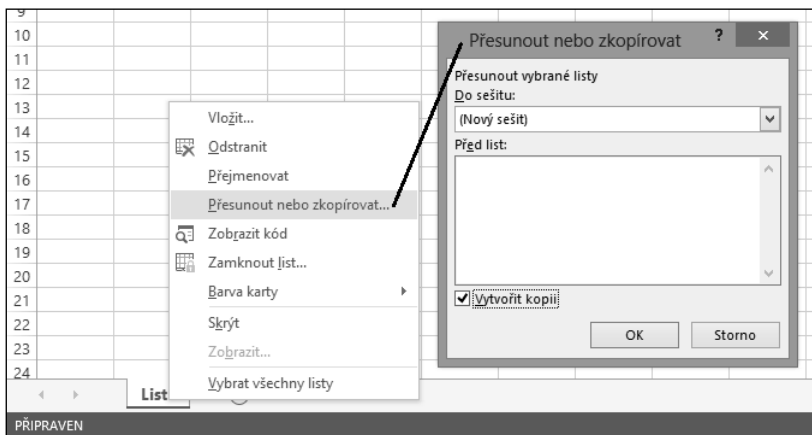 9
10
11
12
13
14
15
16
17
18
19
20
21
22
23
24
Vložit...
Odstranit
Přejmenovat
Přesunout nebo zkopírovat...
Zobrazit kód
Zamknout list...
Barva karty
Skrýt
Zobrazit...
Vybrat všechny listy
List
PŘIPRAVEN
Přesunout nebo zkopírovat ?
Přesunout vybrané listy
Do sešitu:
(Nový sešit)
Před list:
Vytvořit kopii
OK Storno